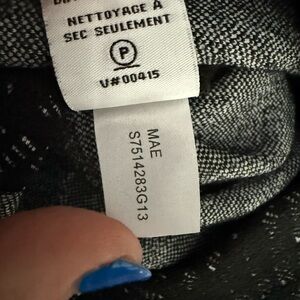 NETTOYAGE À
SEC SEULEMENT
P
V#00415
MAE
S7514283G13